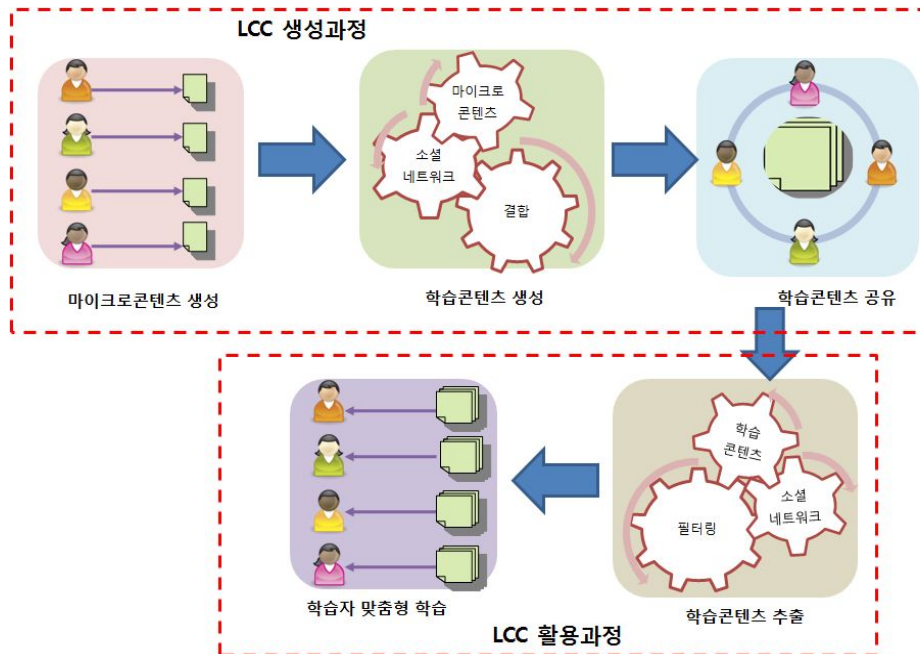 LCC 생성과정
마이크로
콘텐츠
소셜
네트워크
결합
마이크로콘텐츠 생성
학습콘텐츠 생성
학습콘텐츠 공유
학습
콘텐츠
소셜
네트워크
필터링
학습자 맞춤형 학습
학습콘텐츠 추출
LCC 활용과정